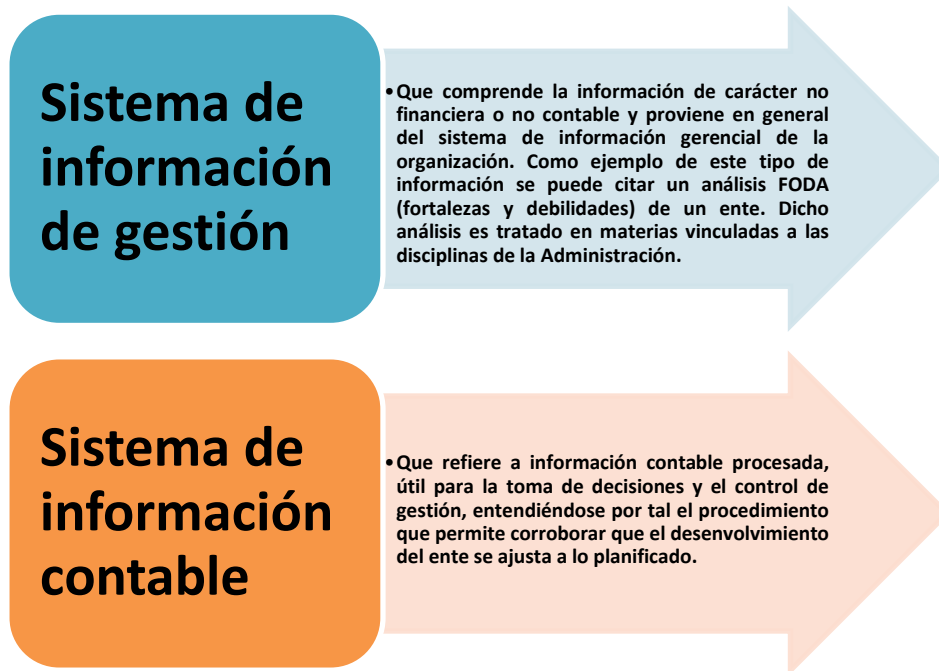 Sistema de
información
de gestión
•Que comprende la información de carácter no
financiera o no contable y proviene en general
del sistema de información gerencial de la
organización. Como ejemplo de este tipo de
información se puede citar un análisis FODA
(fortalezas y debilidades) de un ente. Dicho
análisis es tratado en materias vinculadas a las
disciplinas de la Administración.
Sistema de
información
contable
•Que refiere a información contable procesada,
útil para la toma de decisiones y el control de
gestión, entendiéndose por tal el procedimiento
que permite corroborar que el desenvolvimiento
del ente se ajusta a lo planificado.